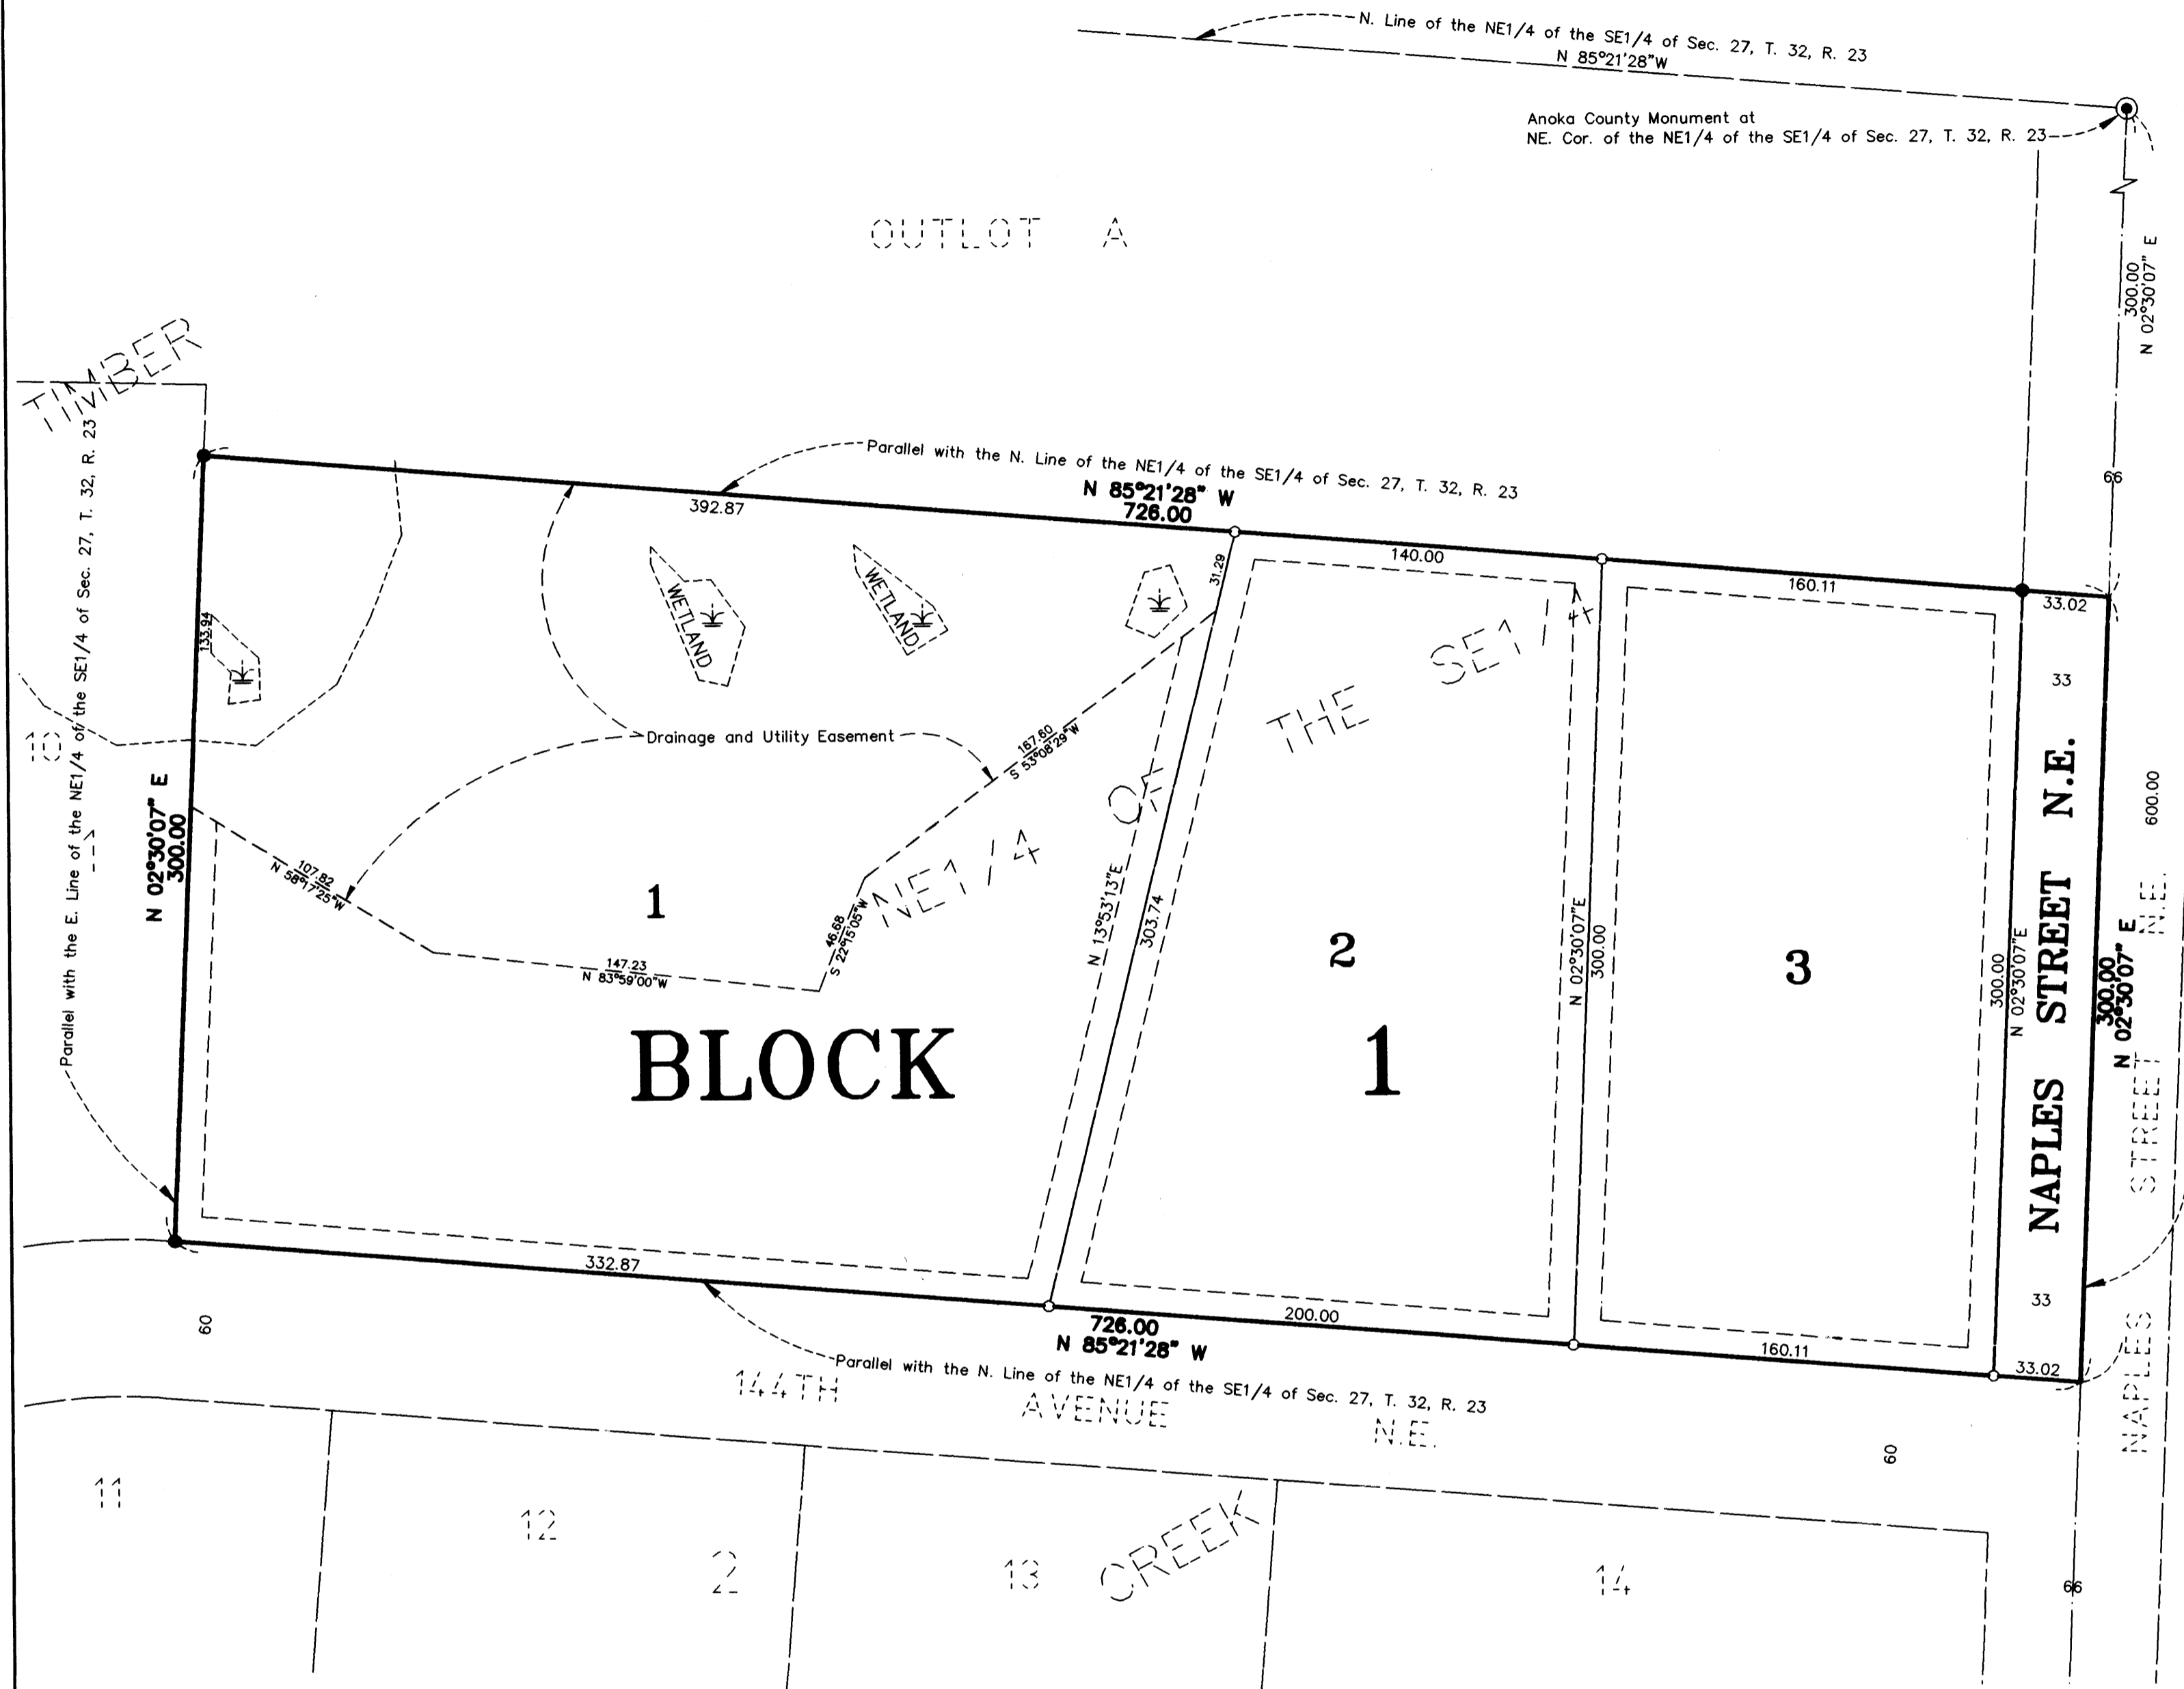 N. Line of the NE1/4 of the SE1/4 of Sec. 27, T. 32, R. 23
N 85°21'28"W
Anoka County Monument at
NE. Cor. of the NE1/4 of the SE1/4 of Sec. 27, T. 32, R. 23
OUTLOT A
300.00
N 02°30'07" E
TIMBER
Parallel with the N. Line of the NE1/4 of the SE1/4 of Sec. 27, T. 32, R. 23
N 85°21'28" W
726.00
66
392.87
140.00
160.11
33.02
31.29
WETLAND
WETLAND
133.94
33
THE SE1/4
10
Parallel with the E. Line of the NE1/4 of the SE1/4 of Sec. 27, T. 32, R. 23
Drainage and Utility Easement
167.60
S 53°08'29"W
OF
NE1/4
N 02°30'07" E
300.00
107.82
N 58°17'25"W
1
46.68
S 22°15'05"W
147.23
N 83°59'00"W
N 13°53'13"E
303.74
2
N 02°30'07"E
300.00
3
300.00
N 02°30'07"E
NAPLES STREET N.E.
600.00
300.00
N 02°30'07" E
NAPLES STREET N.E.
BLOCK 1
332.87
200.00
160.11
33.02
33
726.00
N 85°21'28" W
Parallel with the N. Line of the NE1/4 of the SE1/4 of Sec. 27, T. 32, R. 23
60
144TH AVENUE N.E.
60
11
12
2
13
CREEK
14
66